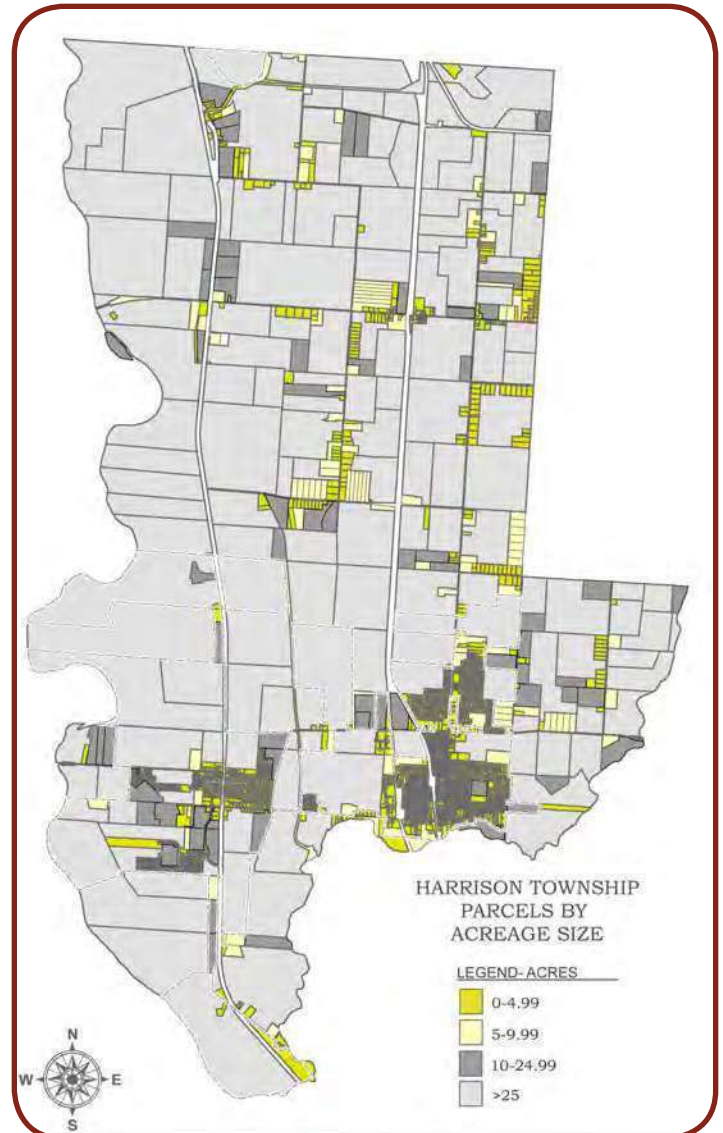 HARRISON TOWNSHIP
PARCELS BY
ACREAGE SIZE
LEGEND- ACRES
0-4.99
5-9.99
10-24.99
>25
N
W E
S